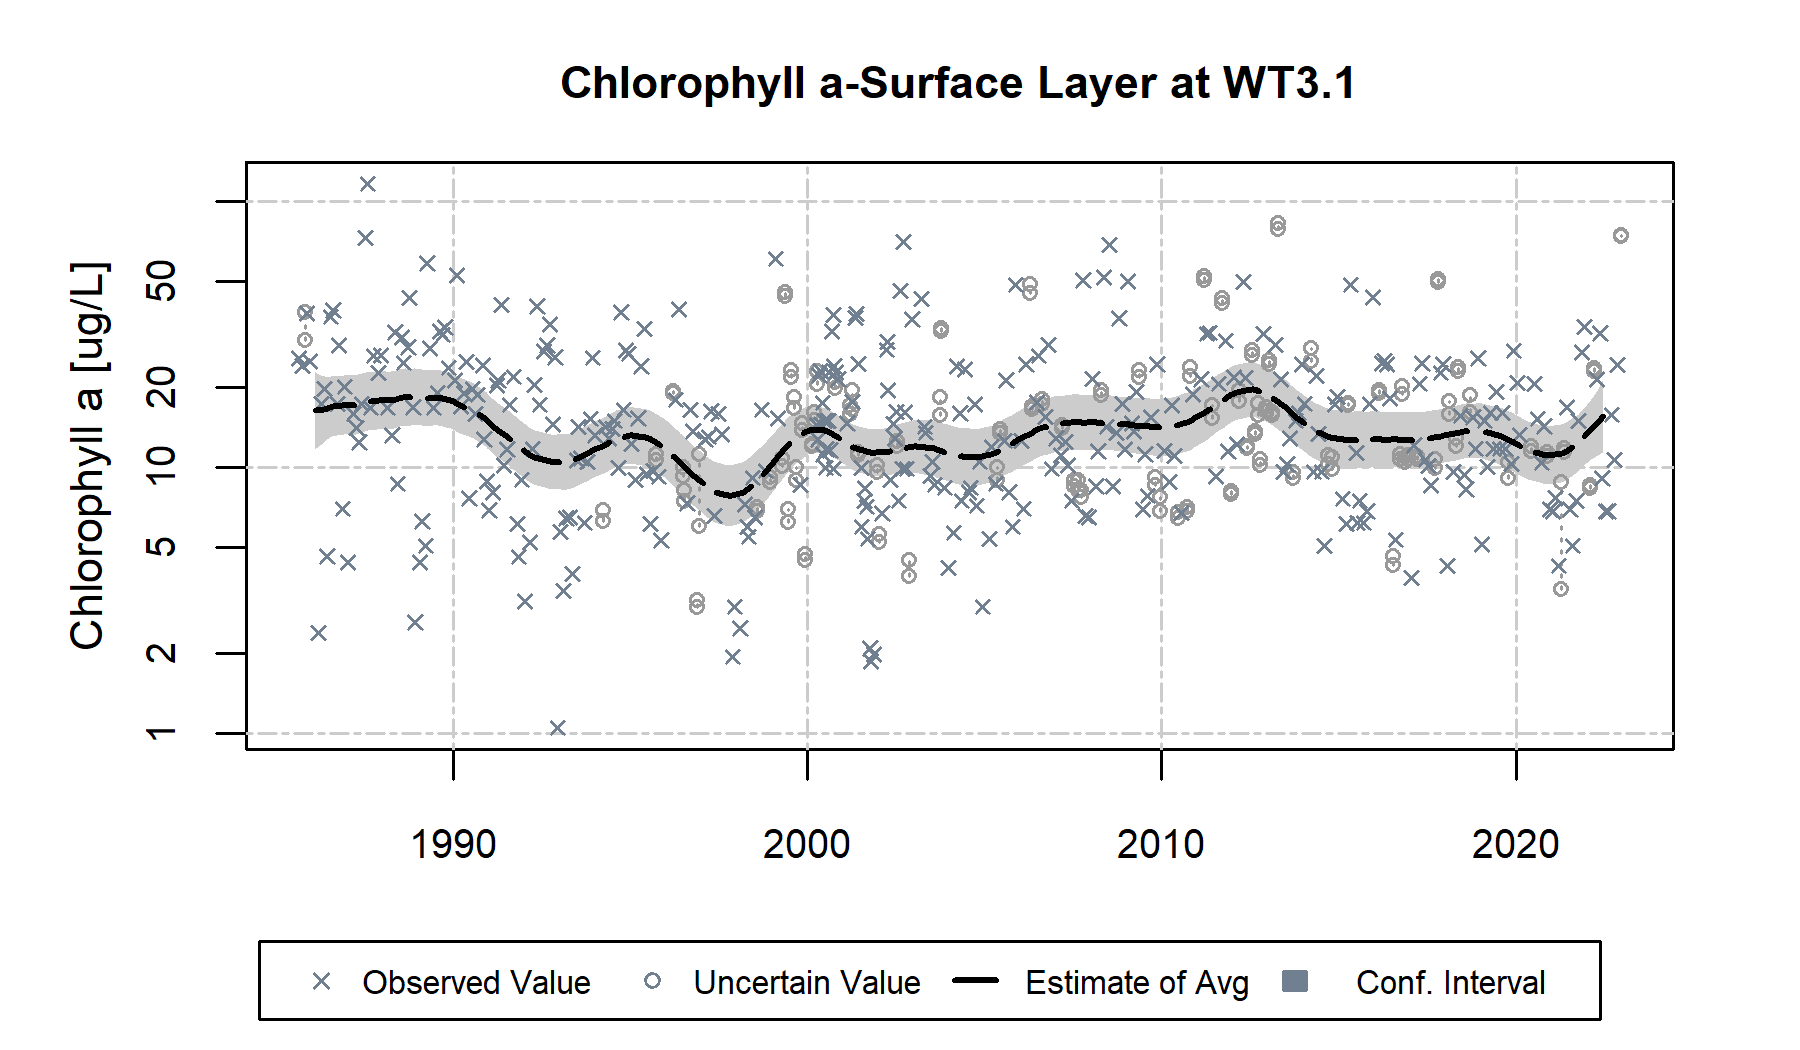 Chlorophyll a-Surface Layer at WT3.1
Chlorophyll a [ug/L]
50
20
10
5
2
1
1990 2000 2010 2020
Observed Value Uncertain Value Estimate of Avg Conf. Interval